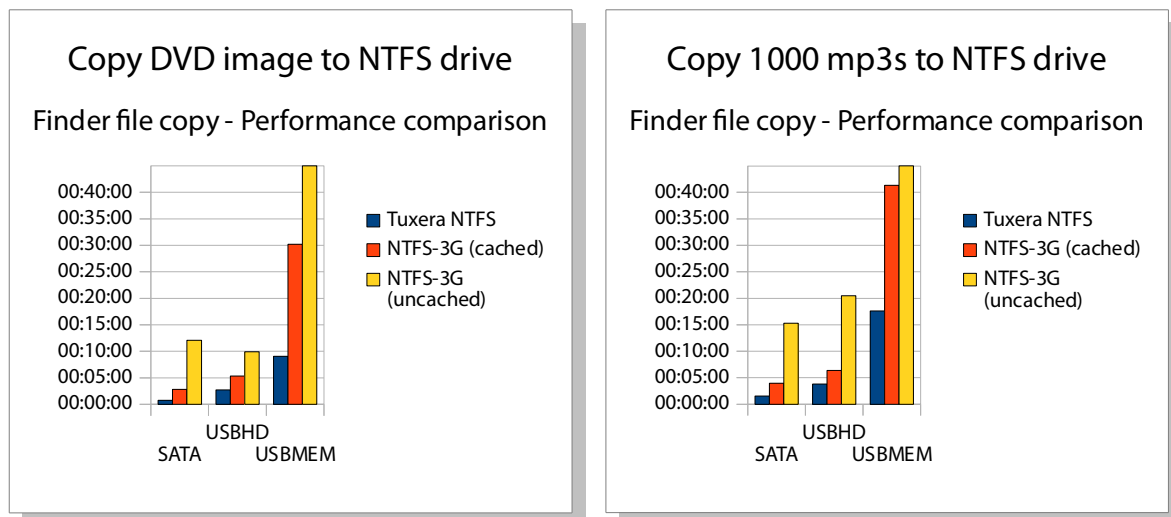 Copy DVD image to NTFS drive
Finder file copy - Performance comparison
00:40:00
00:35:00
00:30:00
00:25:00
00:20:00
00:15:00
00:10:00
00:05:00
00:00:00
USBHD
SATA USBMEM
Tuxera NTFS
NTFS-3G (cached)
NTFS-3G
(uncached)
Copy 1000 mp3s to NTFS drive
Finder file copy - Performance comparison
00:40:00
00:35:00
00:30:00
00:25:00
00:20:00
00:15:00
00:10:00
00:05:00
00:00:00
USBHD
SATA USBMEM
Tuxera NTFS
NTFS-3G (cached)
NTFS-3G
(uncached)